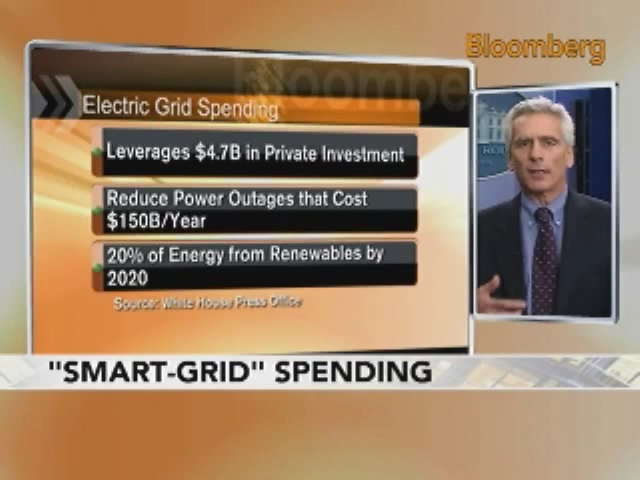 Bloomberg
bloombe
Electric Grid Spending
Leverages $4.7B in Private Investment
Reduce Power Outages that Cost
$150B/Year
20% of Energy from Renewables by
2020
Source: White House Press Office
"SMART-GRID" SPENDING